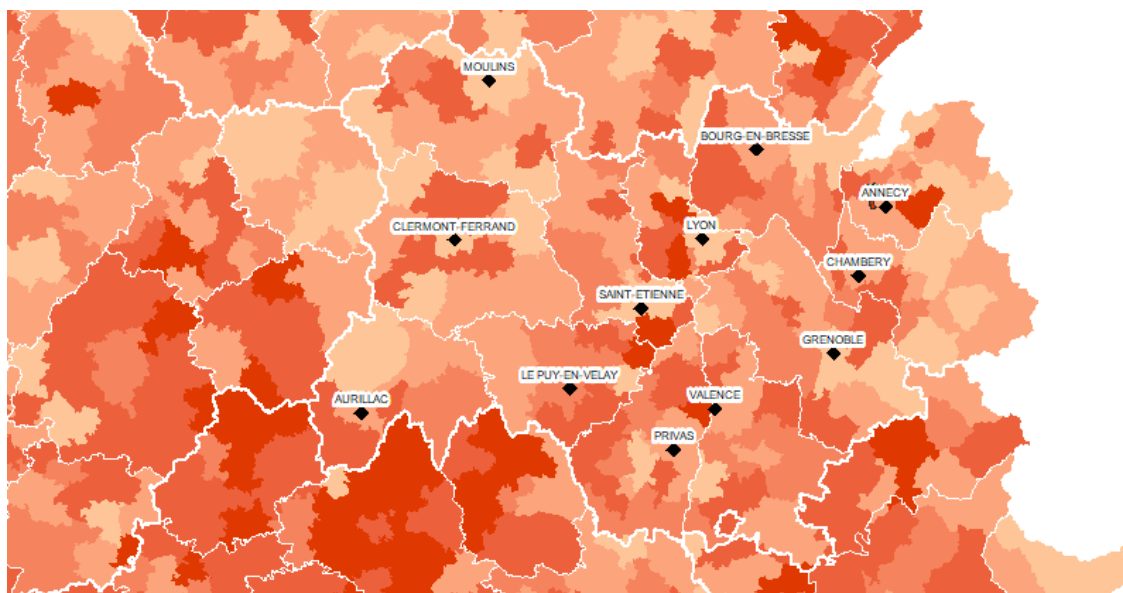 MOULINS
BOURG-EN-BRESSE
ANNECY
CLERMONT-FERRAND
LYON
CHAMBERY
SAINT-ETIENNE
GRENOBLE
LE PUY-EN-VELAY
AURILLAC
VALENCE
PRIVAS